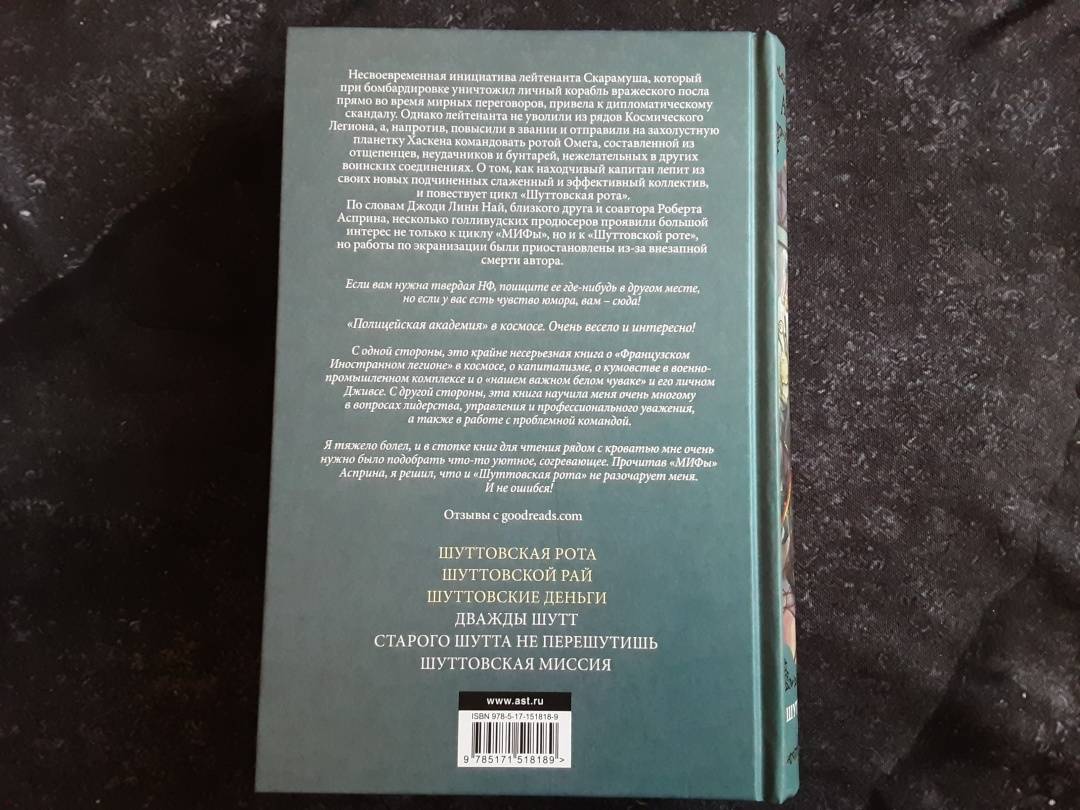 Несвоевременная инициатива лейтенанта Скарамуша, который
при бомбардировке уничтожил личный корабль вражеского посла
прямо во время мирных переговоров, привела к дипломатическому
скандалу. Однако лейтенанта не уволили из рядов Космического
Легиона, а, напротив, повысили в звании и отправили на захолустную
планетку Хаскена командовать ротой Омега, составленной из
отщепенцев, неудачников и бунтарей, нежелательных в других
воинских соединениях. О том, как находчивый капитан лепит из
своих новых подчиненных слаженный и эффективный коллектив,
и повествует цикл «Шуттовская рота».
По словам Джоди Линн Най, близкого друга и соавтора Роберта
Асприна, несколько голливудских продюсеров проявили большой
интерес не только к циклу «МИФы», но и к «Шуттовской роте»,
но работы по экранизации были приостановлены из-за внезапной
смерти автора.
Если вам нужна твердая НФ, поищите ее где-нибудь в другом месте,
но если у вас есть чувство юмора, вам – сюда!
«Полицейская академия» в космосе. Очень весело и интересно!
С одной стороны, это крайне несерьезная книга о «Французском
Иностранном легионе» в космосе, о капитализме, о кумовстве в военно-
промышленном комплексе и о «нашем важном белом чуваке» и его личном
Дживсе. С другой стороны, эта книга научила меня очень многому
в вопросах лидерства, управления и профессионального уважения,
а также в работе с проблемной командой.
Я тяжело болел, и в стопке книг для чтения рядом с кроватью мне очень
нужно было подобрать что-то уютное, согревающее. Прочитав «МИФы»
Асприна, я решил, что и «Шуттовская рота» не разочарует меня.
И не ошибся!
Отзывы с goodreads.com
ШУТТОВСКАЯ РОТА
ШУТТОВСКОЙ РАЙ
ШУТТОВСКИЕ ДЕНЬГИ
ДВАЖДЫ ШУТТ
СТАРОГО ШУТТА НЕ ПЕРЕШУТИШЬ
ШУТТОВСКАЯ МИССИЯ
www.ast.ru
ISBN 978-5-17-151818-9
9 785171 518189>